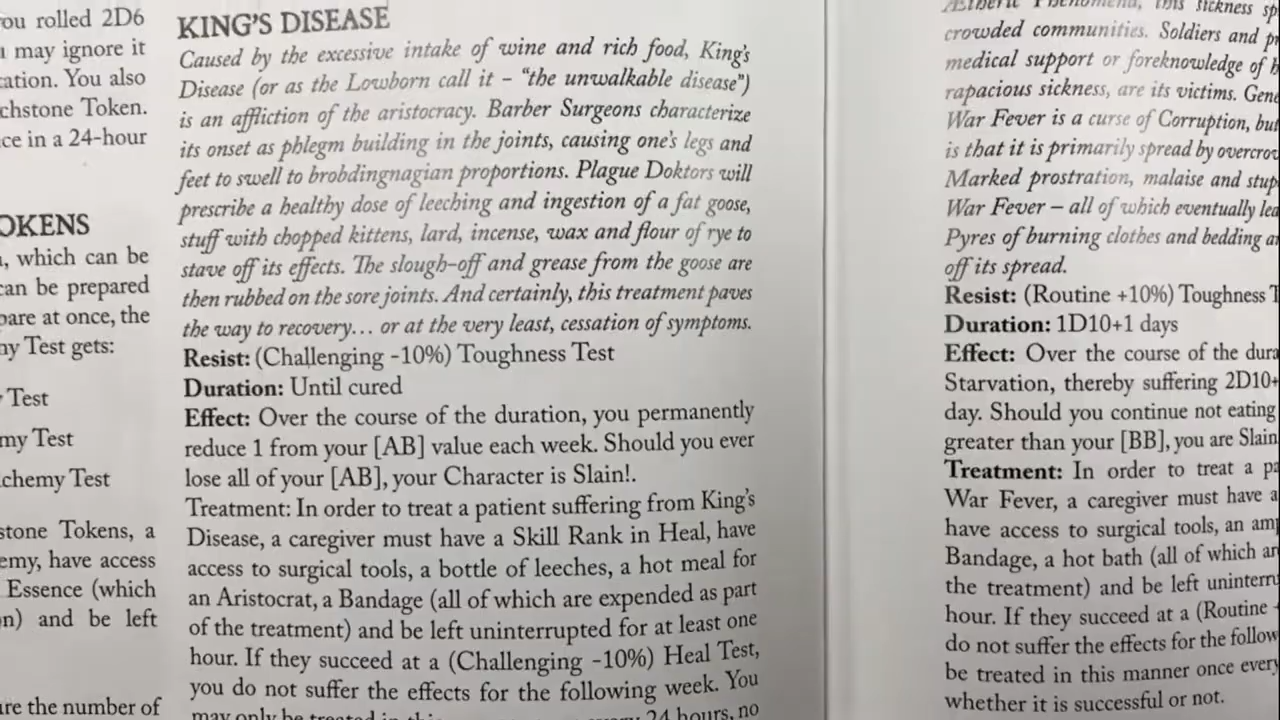 ou rolled 2D6
may ignore it
cation. You also
chstone Token.
ce in a 24-hour
OKENS
, which can be
can be prepared
pare at once, the
my Test gets:
Test
my Test
chemy Test
stone Tokens, a
emy, have access
Essence (which
n) and be left
are the number of
KING'S DISEASE
Caused by the excessive intake of wine and rich food, King's
Disease (or as the Lowborn call it – “the unwalkable disease”)
is an affliction of the aristocracy. Barber Surgeons characterize
its onset as phlegm building in the joints, causing one's legs and
feet to swell to brobdingnagian proportions. Plague Doktors will
prescribe a healthy dose of leeching and ingestion of a fat goose,
stuff with chopped kittens, lard, incense, wax and flour of rye to
stave off its effects. The slough-off and grease from the goose are
then rubbed on the sore joints. And certainly, this treatment paves
the way to recovery… or at the very least, cessation of symptoms.
Resist: (Challenging -10%) Toughness Test
Duration: Until cured
Effect: Over the course of the duration, you permanently
reduce 1 from your [AB] value each week. Should you ever
lose all of your [AB], your Character is Slain!.
Treatment: In order to treat a patient suffering from King's
Disease, a caregiver must have a Skill Rank in Heal, have
access to surgical tools, a bottle of leeches, a hot meal for
an Aristocrat, a Bandage (all of which are expended as part
of the treatment) and be left uninterrupted for at least one
hour. If they succeed at a (Challenging -10%) Heal Test,
you do not suffer the effects for the following week. You
may only be treated in this 24 hours, no
Ætheric Phenomena, this sickness sp
crowded communities. Soldiers and pr
medical support or foreknowledge of h
rapacious sickness, are its victims. Gene
War Fever is a curse of Corruption, but
is that it is primarily spread by overcrow
Marked prostration, malaise and stup
War Fever – all of which eventually lea
Pyres of burning clothes and bedding a
off its spread.
Resist: (Routine +10%) Toughness T
Duration: 1D10+1 days
Effect: Over the course of the dura
Starvation, thereby suffering 2D10+
day. Should you continue not eating
greater than your [BB], you are Slain
Treatment: In order to treat a pa
War Fever, a caregiver must have a
have access to surgical tools, an am
Bandage, a hot bath (all of which ar
the treatment) and be left uninterru
hour. If they succeed at a (Routine
do not suffer the effects for the follow
be treated in this manner once every
whether it is successful or not.